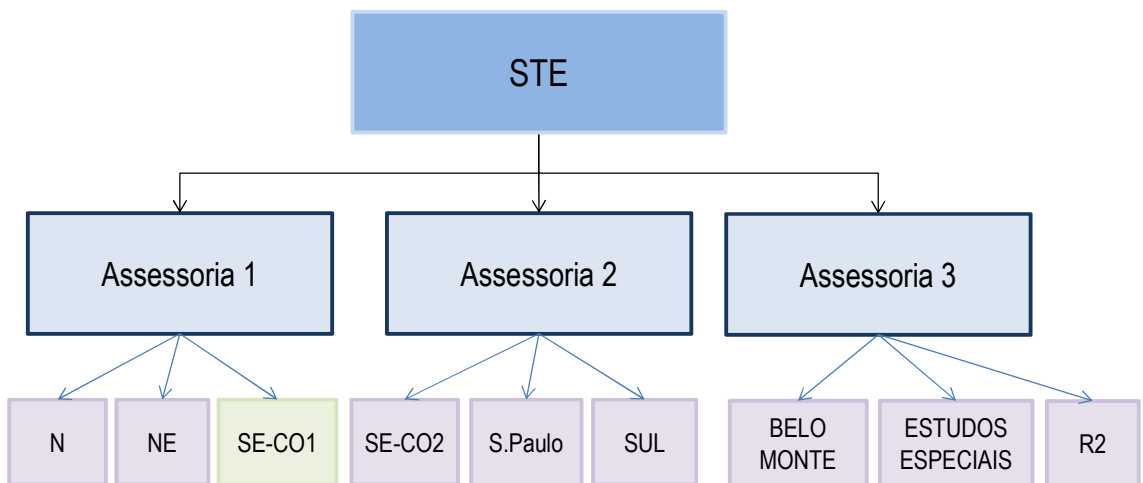 STE
Assessoria 1
Assessoria 2
Assessoria 3
N
NE
SE-CO1
SE-CO2
S.Paulo
SUL
BELO
MONTE
ESTUDOS
ESPECIAIS
R2